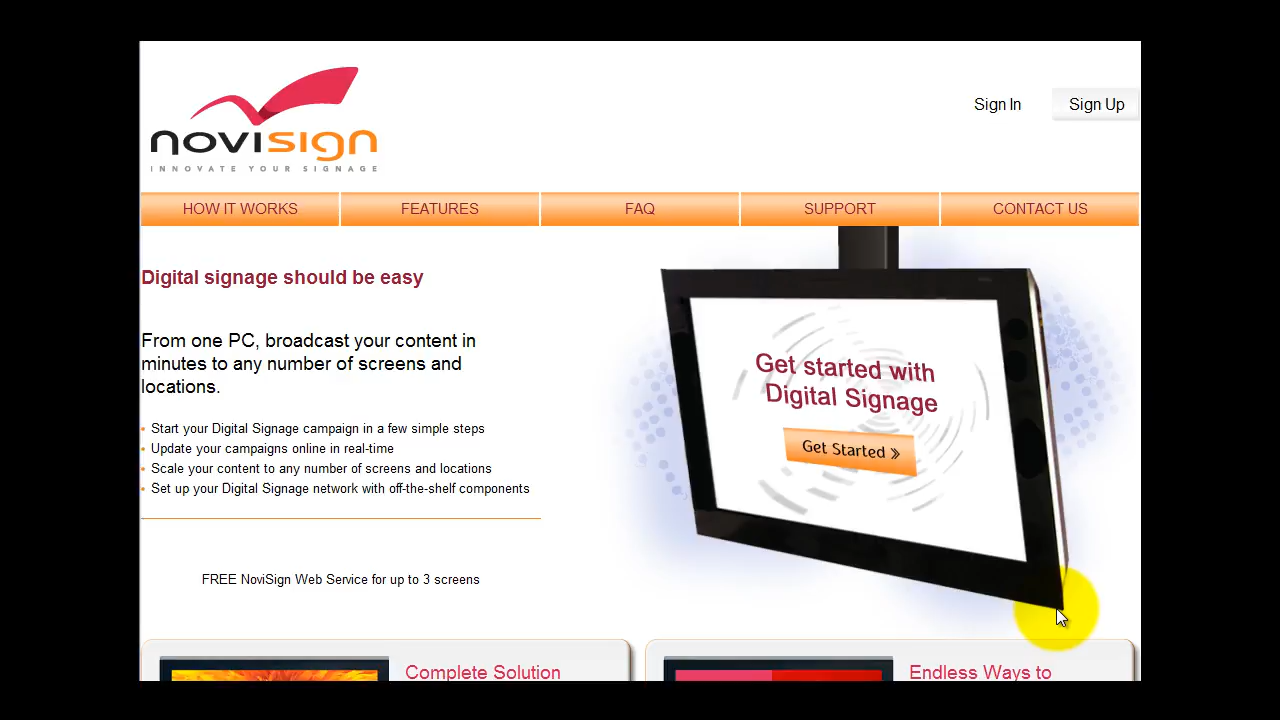 novisign
INNOVATE YOUR SIGNAGE
Sign In
Sign Up
HOW IT WORKS
FEATURES
FAQ
SUPPORT
CONTACT US
Digital signage should be easy
From one PC, broadcast your content in
minutes to any number of screens and
locations.
Start your Digital Signage campaign in a few simple steps
Update your campaigns online in real-time
Scale your content to any number of screens and locations
Set up your Digital Signage network with off-the-shelf components
FREE NoviSign Web Service for up to 3 screens
Get started with
Digital Signage
Get Started »
Complete Solution
Endless Ways to